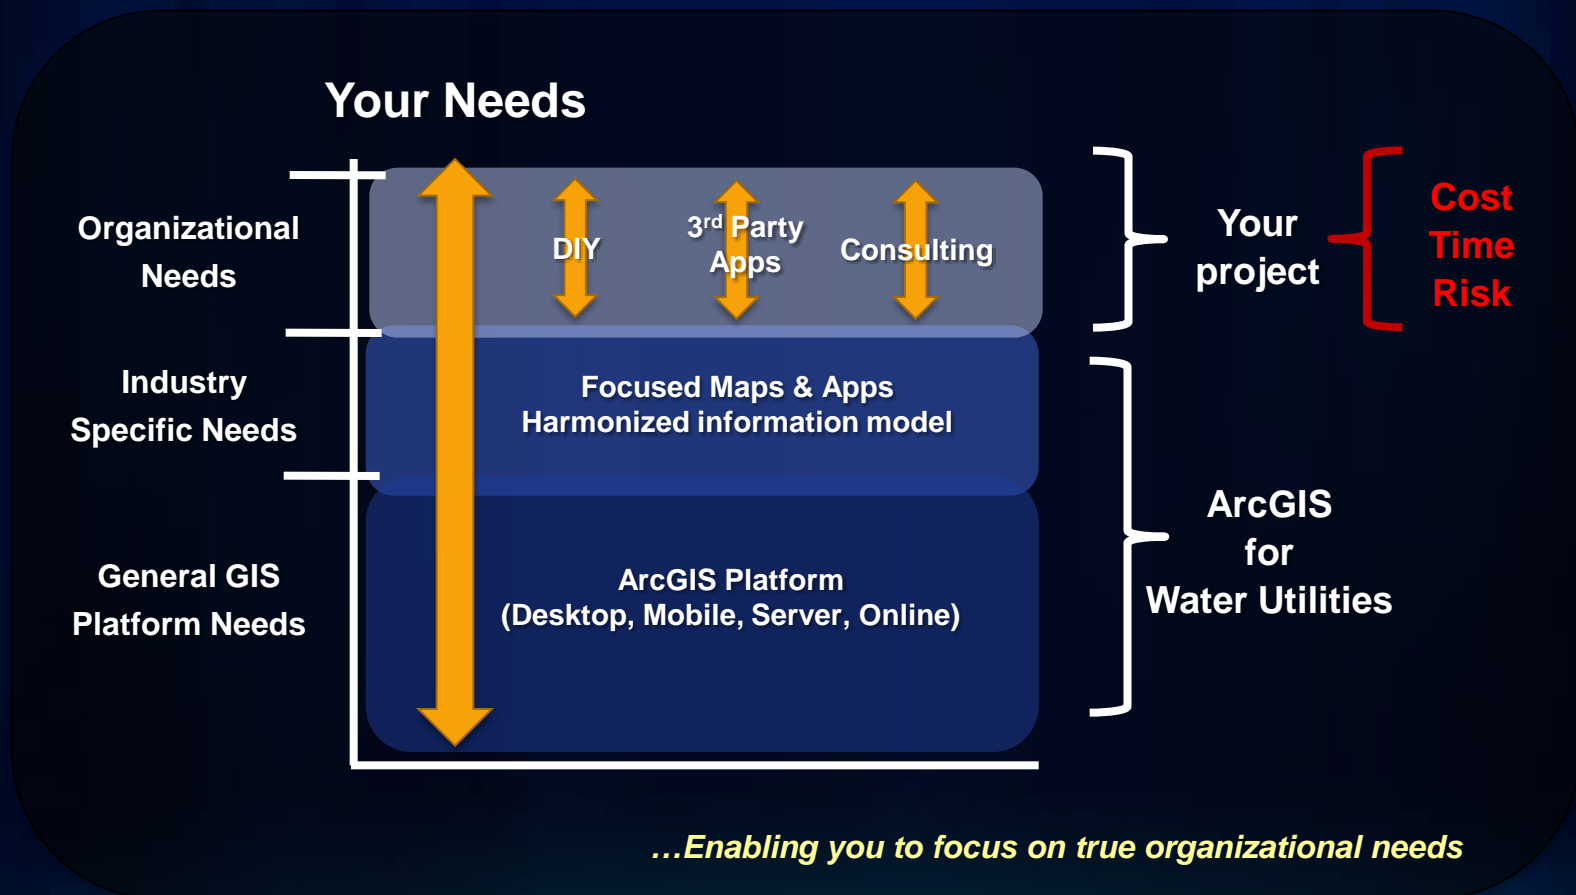 Your Needs
Organizational
Needs
DIY
3rd Party
Apps
Consulting
Your
project
Cost
Time
Risk
Industry
Specific Needs
Focused Maps & Apps
Harmonized information model
General GIS
Platform Needs
ArcGIS Platform
(Desktop, Mobile, Server, Online)
ArcGIS
for
Water Utilities
...Enabling you to focus on true organizational needs